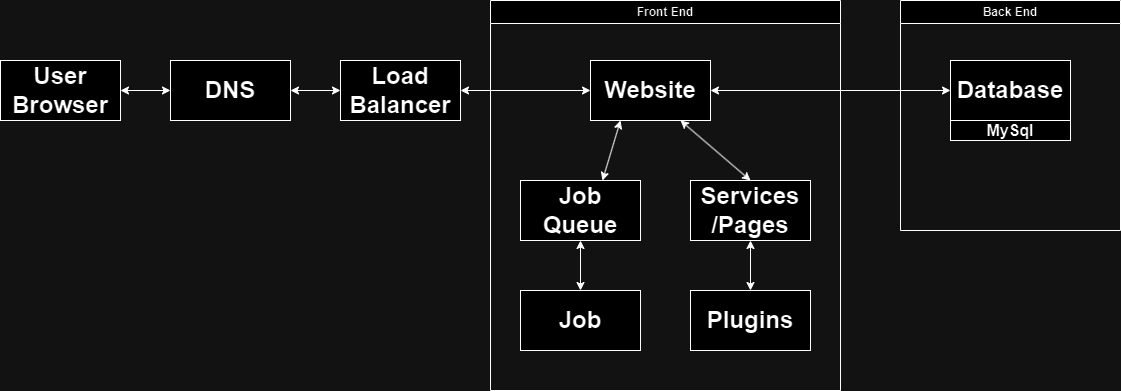 Front End
Back End
User
Browser
DNS
Load
Balancer
Website
Database
MySql
Job
Queue
Services
/Pages
Job
Plugins